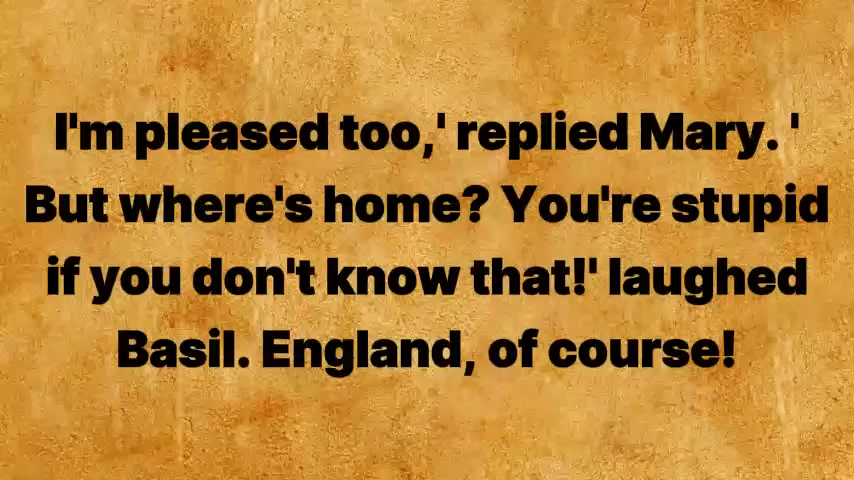 I'm pleased too,' replied Mary. '
But where's home? You're stupid
if you don't know that!' laughed
Basil. England, of course!